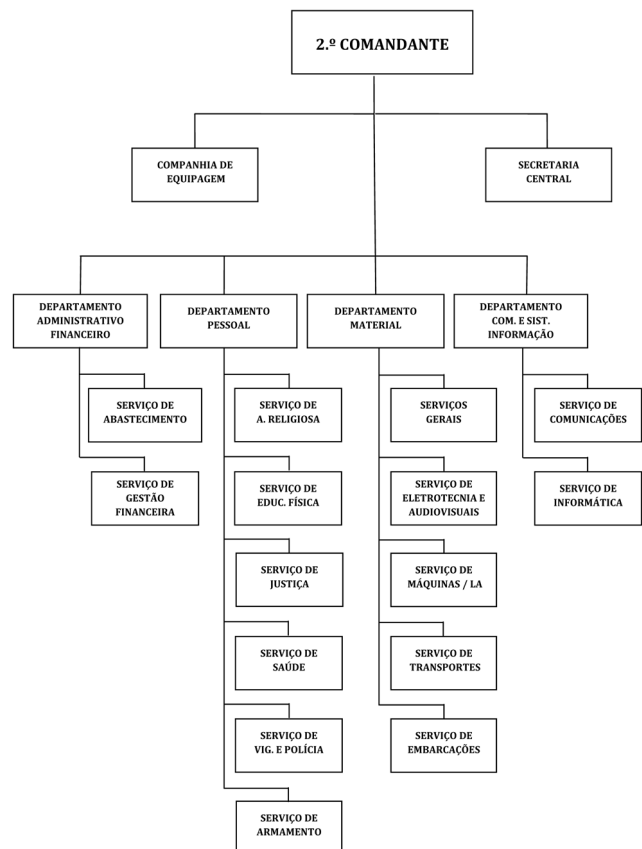 2.º COMANDANTE
COMPANHIA DE
EQUIPAGEM
SECRETARIA
CENTRAL
DEPARTAMENTO
ADMINISTRATIVO
FINANCEIRO
DEPARTAMENTO
PESSOAL
DEPARTAMENTO
MATERIAL
DEPARTAMENTO
COM. E SIST.
INFORMAÇÃO
SERVIÇO DE
ABASTECIMENTO
SERVIÇO DE
GESTÃO
FINANCEIRA
SERVIÇO DE
A. RELIGIOSA
SERVIÇO DE
EDUC. FÍSICA
SERVIÇO DE
JUSTIÇA
SERVIÇO DE
SAÚDE
SERVIÇO DE
VIG. E POLÍCIA
SERVIÇO DE
ARMAMENTO
SERVIÇOS
GERAIS
SERVIÇO DE
ELETROTECNIA E
AUDIOVISUAIS
SERVIÇO DE
MÁQUINAS / LA
SERVIÇO DE
TRANSPORTES
SERVIÇO DE
EMBARCAÇÕES
SERVIÇO DE
COMUNICAÇÕES
SERVIÇO DE
INFORMÁTICA